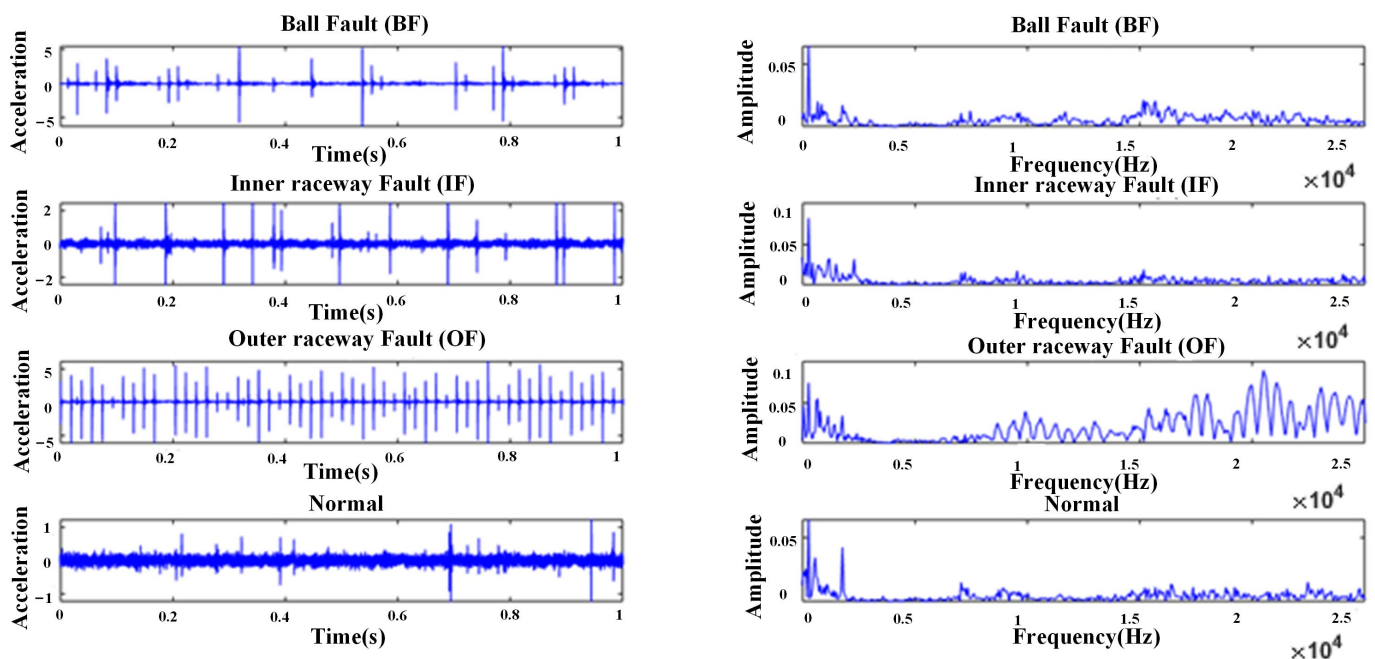 Ball Fault (BF)
Acceleration
5
0
−5
0 0.2 0.4 0.6 0.8 1
Time(s)
Inner raceway Fault (IF)
Acceleration
2
0
−2
0 0.2 0.4 0.6 0.8 1
Time(s)
Outer raceway Fault (OF)
Acceleration
5
0
−5
0 0.2 0.4 0.6 0.8 1
Time(s)
Normal
Acceleration
1
0
−1
0 0.2 0.4 0.6 0.8 1
Time(s)
Ball Fault (BF)
Amplitude
0.05
0
0 0.5 1 1.5 2 2.5
Frequency(Hz)
×10⁴
Inner raceway Fault (IF)
Amplitude
0.1
0.05
0
0 0.5 1 1.5 2 2.5
Frequency(Hz)
×10⁴
Outer raceway Fault (OF)
Amplitude
0.1
0.05
0
0 0.5 1 1.5 2 2.5
Frequency(Hz)
×10⁴
Normal
Amplitude
0.05
0
0 0.5 1 1.5 2 2.5
Frequency(Hz)
×10⁴